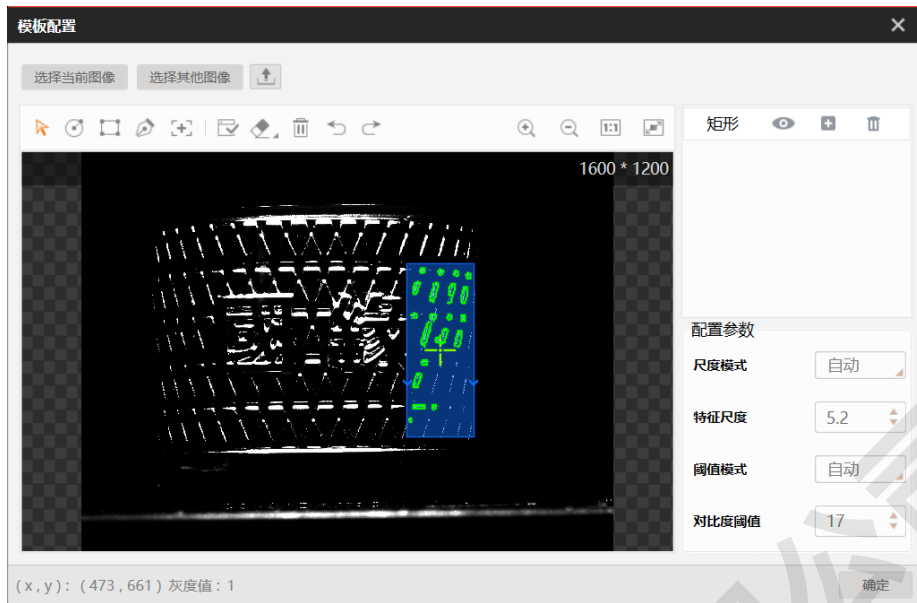 模板配置
选择当前图像 选择其他图像
1:1
矩形
1600 * 1200
配置参数
尺度模式 自动
特征尺度 5.2
阈值模式 自动
对比度阈值 17
(x,y): (473,661) 灰度值: 1
确定